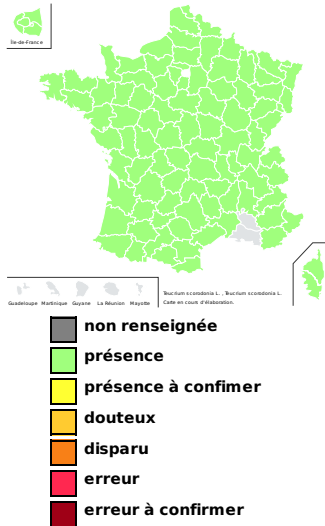 Île-de-France
Guadeloupe Martinique Guyane La Réunion Mayotte
Teucrium scorodonia L. , Teucrium scorodonia L.
Carte en cours d'élaboration.
non renseignée
présence
présence à confimer
douteux
disparu
erreur
erreur à confirmer